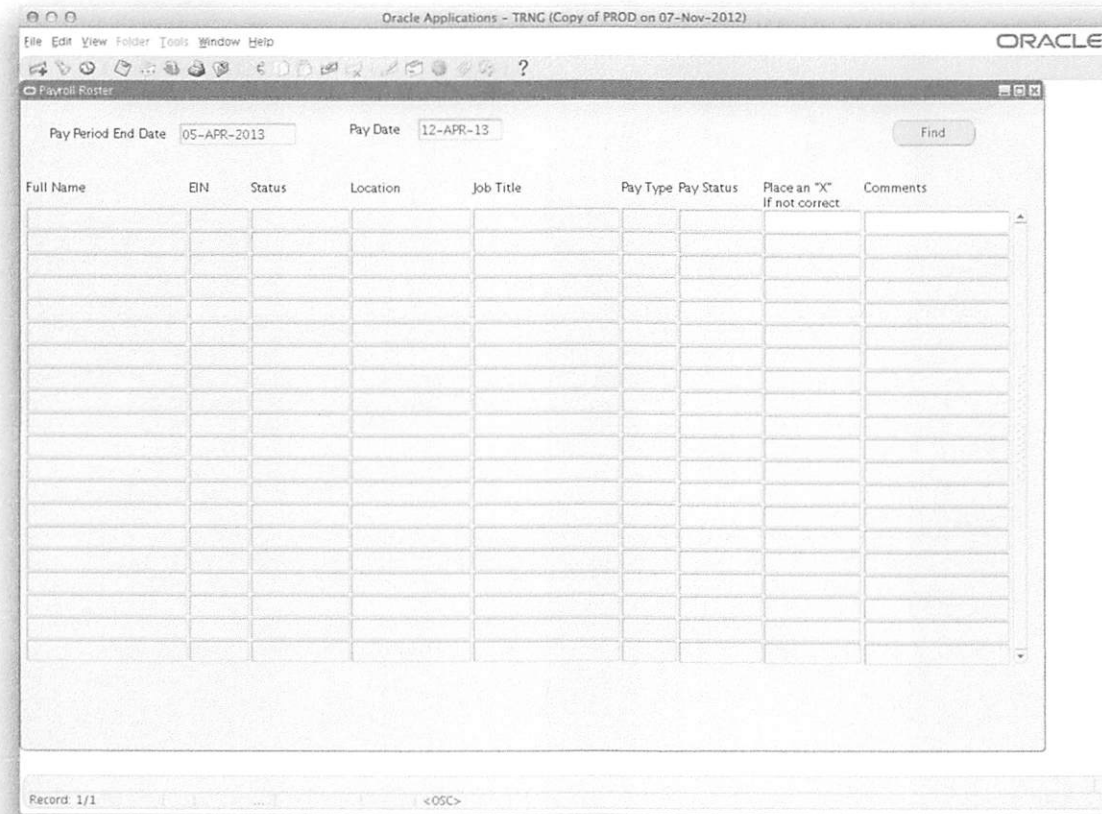 Oracle Applications - TRNG (Copy of PROD on 07-Nov-2012)
File Edit View Folder Tools Window Help
ORACLE
?
Payroll Roster
Pay Period End Date 05-APR-2013 Pay Date 12-APR-13 Find
Full Name EIN Status Location Job Title Pay Type Pay Status Place an "X" Comments
If not correct
Record: 1/1 ... <OSC>